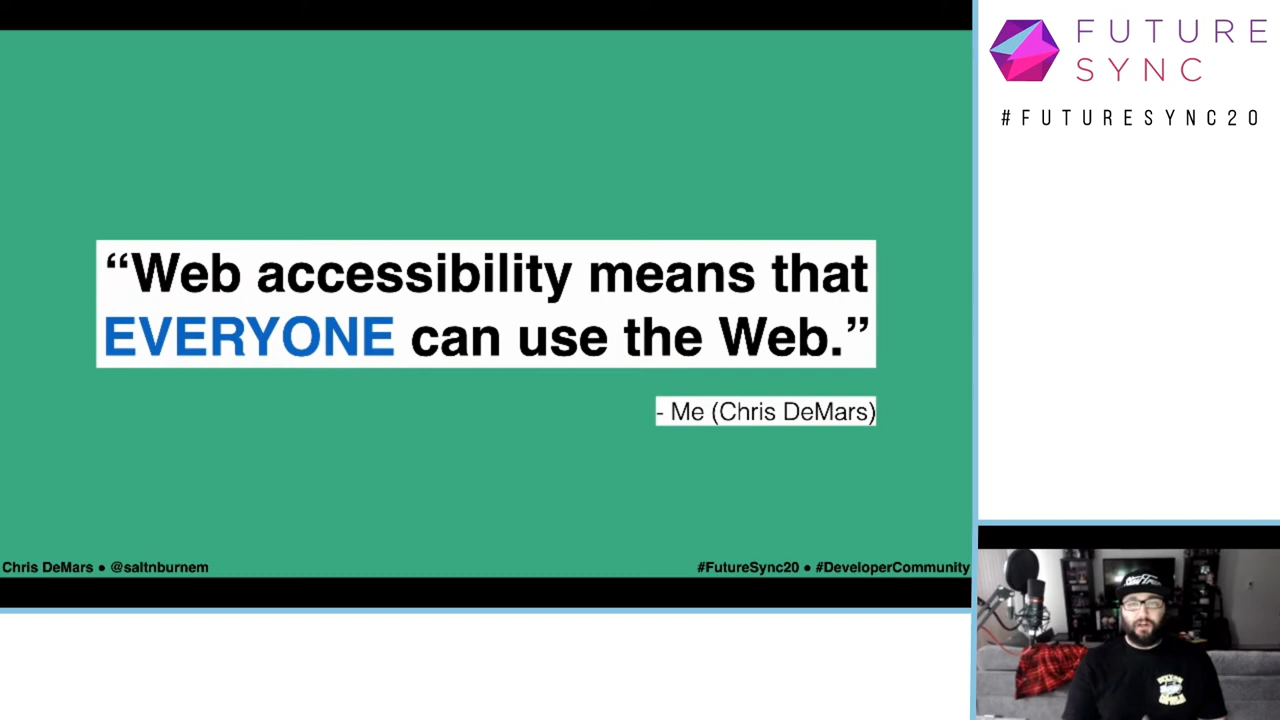 “Web accessibility means that
EVERYONE can use the Web.”
- Me (Chris DeMars)
Chris DeMars ● @saltnburnem
#FutureSync20 ● #DeveloperCommunity
FUTURE
SYNC
#FUTURESYNC20